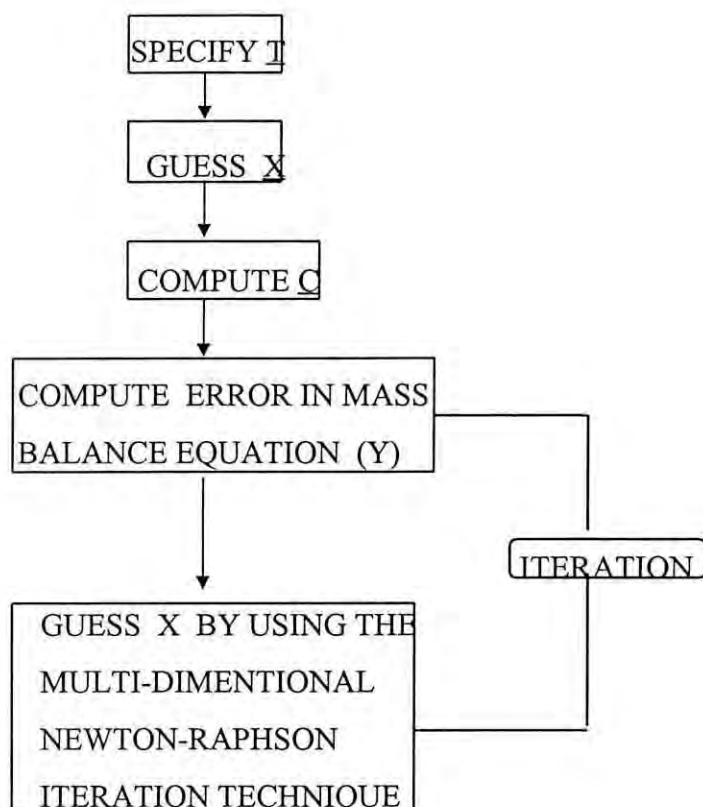 SPECIFY T
GUESS X
COMPUTE C
COMPUTE ERROR IN MASS
BALANCE EQUATION (Y)
ITERATION
GUESS X BY USING THE
MULTI-DIMENTIONAL
NEWTON-RAPHSON
ITERATION TECHNIQUE